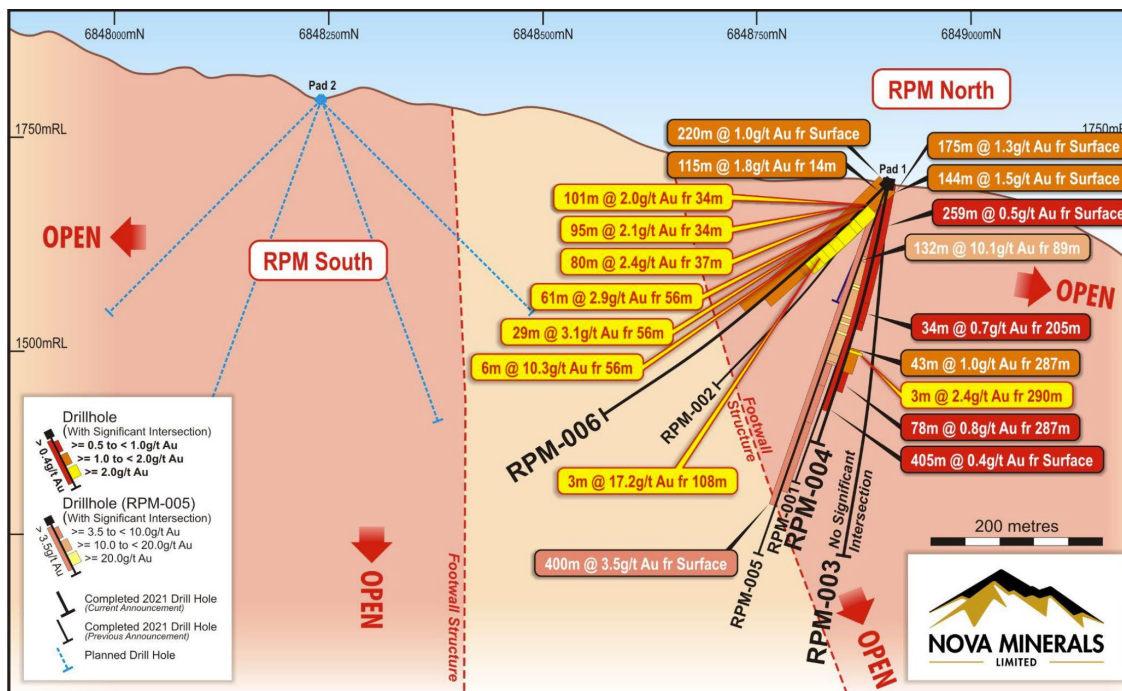 6848000mN
6848250mN
6848500mN
6848750mN
6849000mN
Pad 2
RPM North
1750mRL
1750mRL
220m @ 1.0g/t Au fr Surface
175m @ 1.3g/t Au fr Surface
115m @ 1.8g/t Au fr 14m
Pad 1
144m @ 1.5g/t Au fr Surface
101m @ 2.0g/t Au fr 34m
259m @ 0.5g/t Au fr Surface
95m @ 2.1g/t Au fr 34m
OPEN
RPM South
132m @ 10.1g/t Au fr 89m
80m @ 2.4g/t Au fr 37m
OPEN
61m @ 2.9g/t Au fr 56m
34m @ 0.7g/t Au fr 205m
29m @ 3.1g/t Au fr 56m
1500mRL
43m @ 1.0g/t Au fr 287m
6m @ 10.3g/t Au fr 56m
3m @ 2.4g/t Au fr 290m
RPM-002
RPM-006
Footwall
Structure
78m @ 0.8g/t Au fr 287m
405m @ 0.4g/t Au fr Surface
3m @ 17.2g/t Au fr 108m
RPM-001
RPM-004
No Significant
Intersection
400m @ 3.5g/t Au fr Surface
RPM-005
RPM-003
OPEN
OPEN
Footwall Structure
200 metres
Drillhole
(With Significant Intersection)
>= 0.5 to < 1.0g/t Au
>= 1.0 to < 2.0g/t Au
>= 2.0g/t Au
> 0.4g/t Au
Drillhole (RPM-005)
(With Significant Intersection)
>= 3.5 to < 10.0g/t Au
>= 10.0 to < 20.0g/t Au
>= 20.0g/t Au
> 3.5g/t Au
Completed 2021 Drill Hole
(Current Announcement)
Completed 2021 Drill Hole
(Previous Announcement)
Planned Drill Hole
NOVA MINERALS
LIMITED